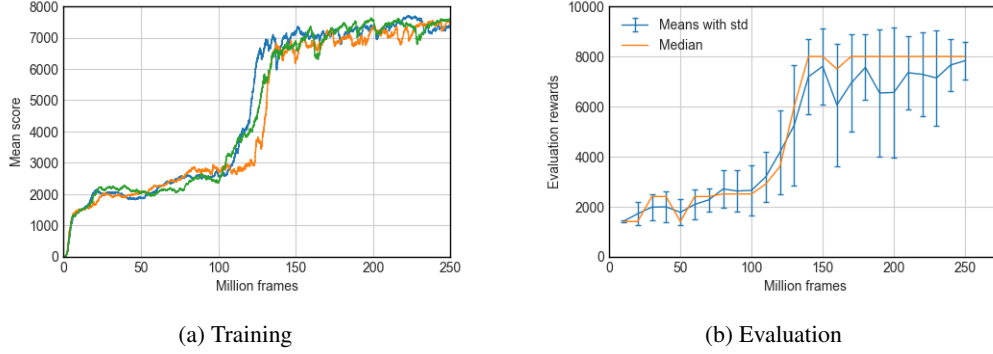 8000
7000
6000
5000
4000
3000
2000
1000
0
Mean score
0 50 100 150 200 250
Million frames
(a) Training
10000
8000
6000
4000
2000
0
Evaluation rewards
Means with std
Median
0 50 100 150 200 250
Million frames
(b) Evaluation